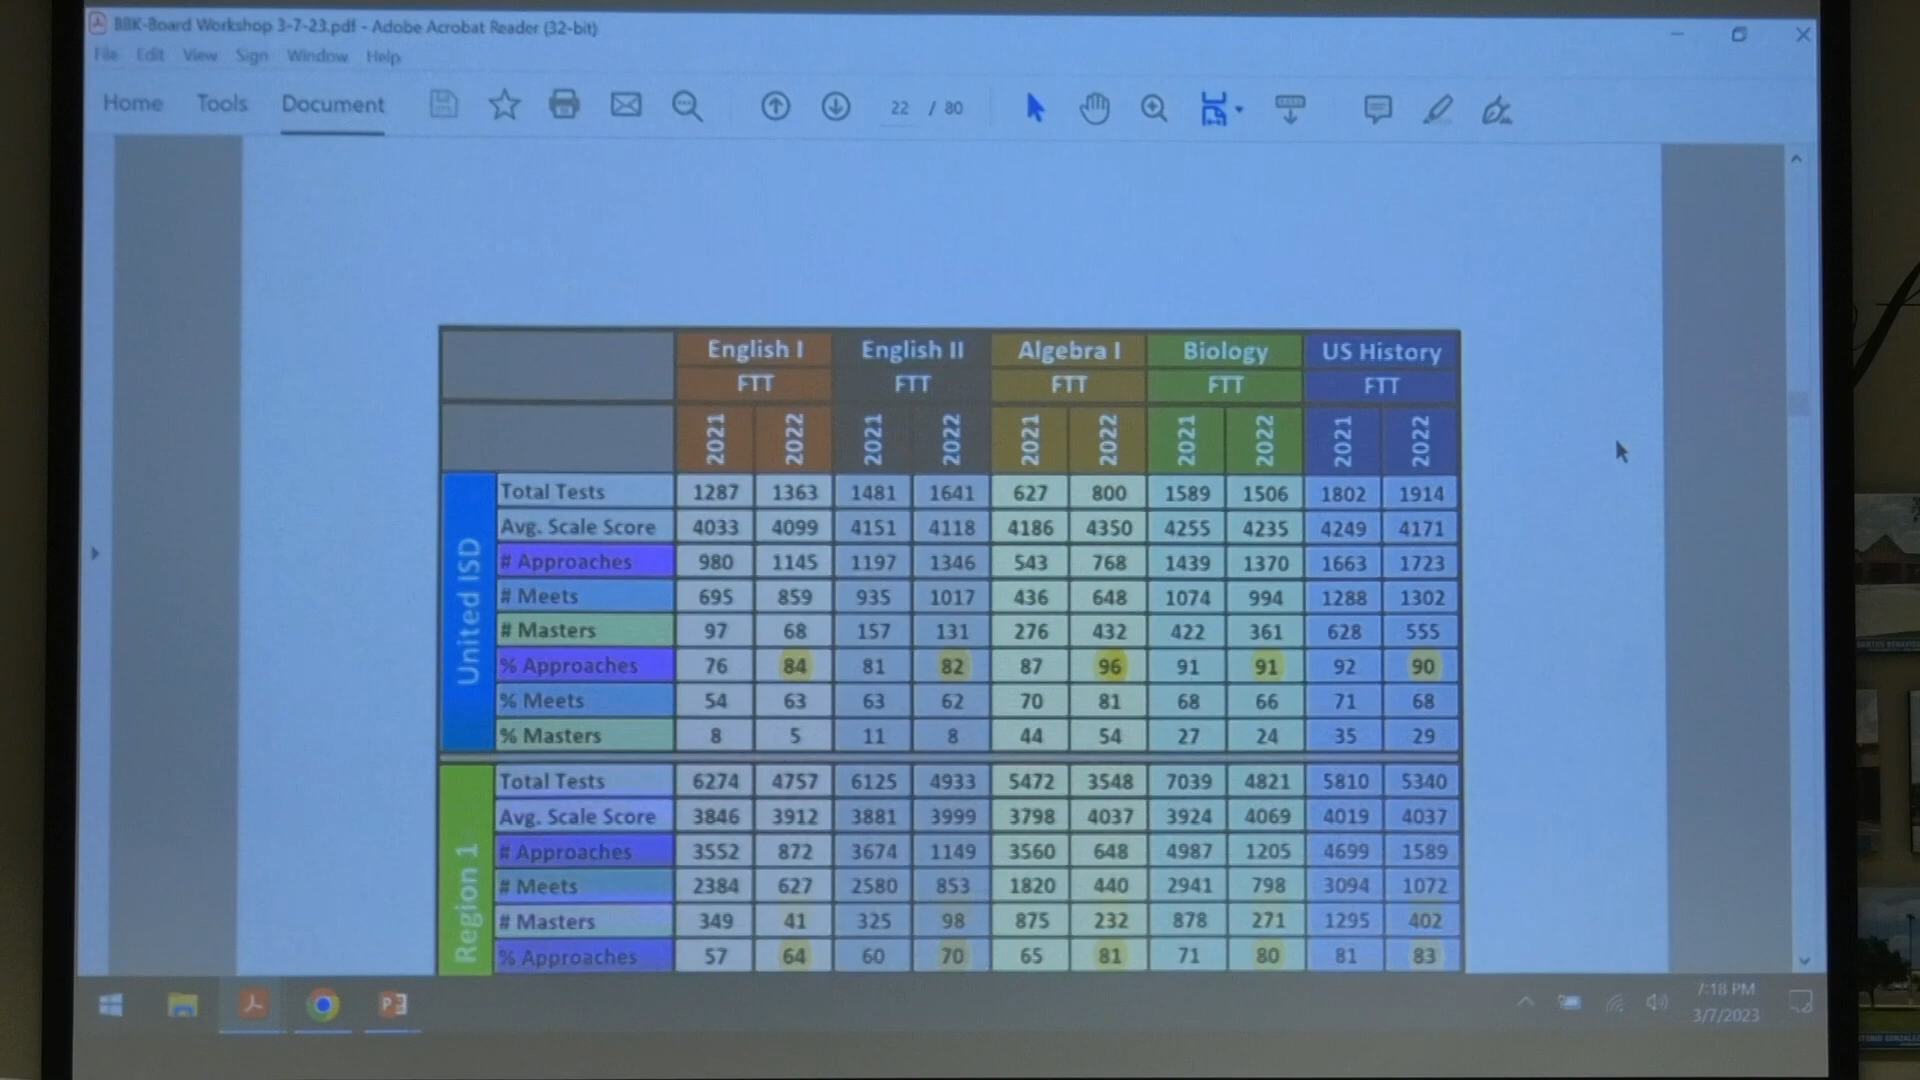 BBK-Board Workshop 3-7-23.pdf - Adobe Acrobat Reader (32-bit)
File Edit View Sign Window Help
Home Tools Document 22 / 80
English I English II Algebra I Biology US History
FTT FTT FTT FTT FTT
2021 2022 2021 2022 2021 2022 2021 2022 2021 2022
United ISD
Total Tests 1287 1363 1481 1641 627 800 1589 1506 1802 1914
Avg. Scale Score 4033 4099 4151 4118 4186 4350 4255 4235 4249 4171
# Approaches 980 1145 1197 1346 543 768 1439 1370 1663 1723
# Meets 695 859 935 1017 436 648 1074 994 1288 1302
# Masters 97 68 157 131 276 432 422 361 628 555
% Approaches 76 84 81 82 87 96 91 91 92 90
% Meets 54 63 63 62 70 81 68 66 71 68
% Masters 8 5 11 8 44 54 27 24 35 29
Region 1
Total Tests 6274 4757 6125 4933 5472 3548 7039 4821 5810 5340
Avg. Scale Score 3846 3912 3881 3999 3798 4037 3924 4069 4019 4037
# Approaches 3552 872 3674 1149 3560 648 4987 1205 4699 1589
# Meets 2384 627 2580 853 1820 440 2941 798 3094 1072
# Masters 349 41 325 98 875 232 878 271 1295 402
% Approaches 57 64 60 70 65 81 71 80 81 83
7:18 PM
3/7/2023